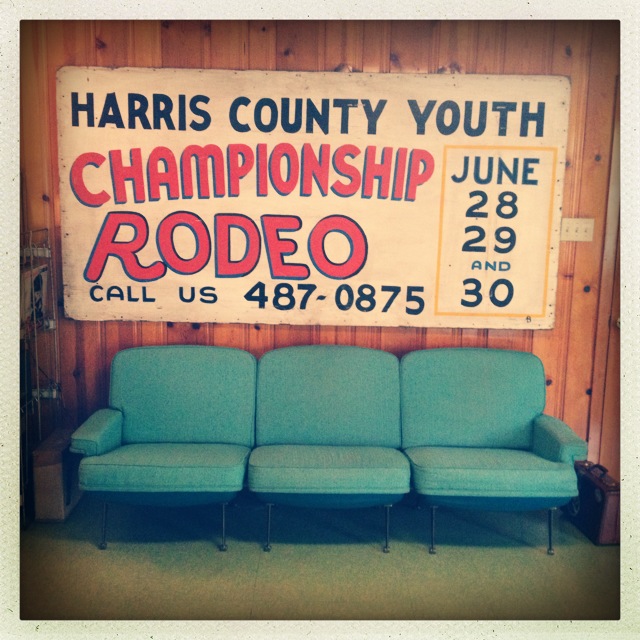 HARRIS COUNTY YOUTH
CHAMPIONSHIP
RODEO
CALL US 487-0875
JUNE
28
29
AND
30